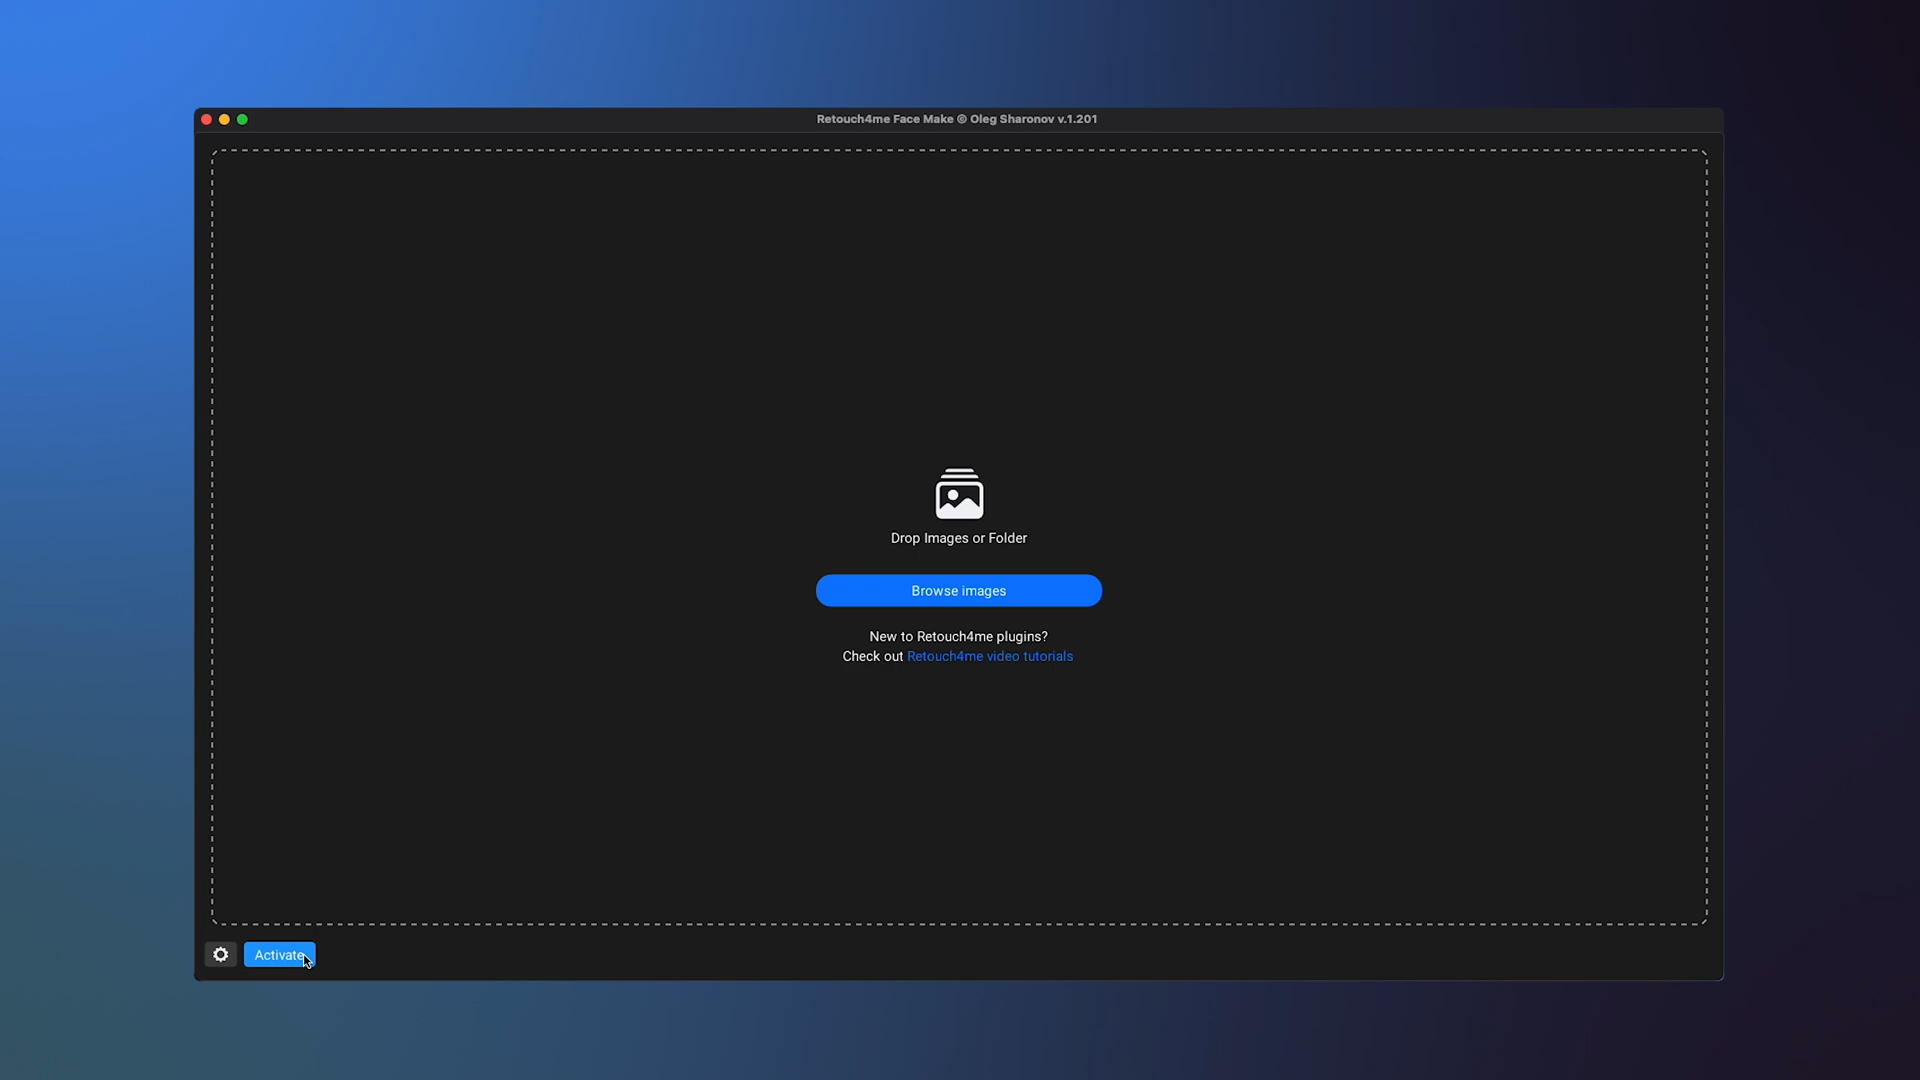 Retouch4me Face Make © Oleg Sharonov v.1.201
Drop Images or Folder
Browse images
New to Retouch4me plugins?
Check out Retouch4me video tutorials
Activate